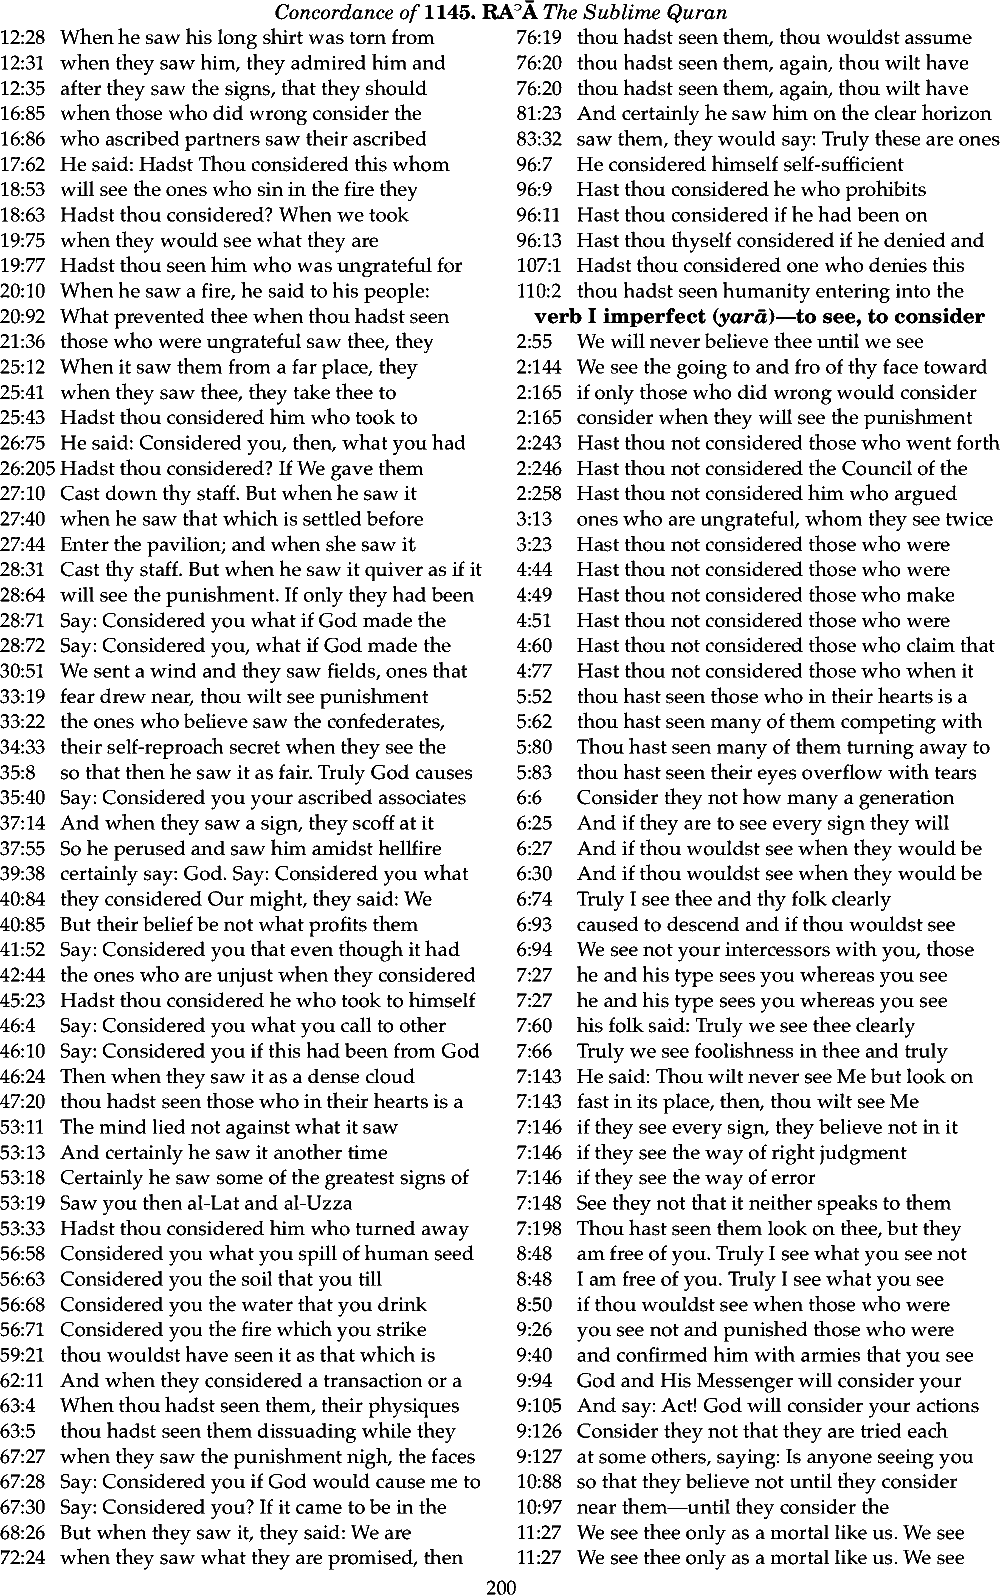 Concordance of 1145. RAʾĀ The Sublime Quran
12:28 When he saw his long shirt was torn from
12:31 when they saw him, they admired him and
12:35 after they saw the signs, that they should
16:85 when those who did wrong consider the
16:86 who ascribed partners saw their ascribed
17:62 He said: Hadst Thou considered this whom
18:53 will see the ones who sin in the fire they
18:63 Hadst thou considered? When we took
19:75 when they would see what they are
19:77 Hadst thou seen him who was ungrateful for
20:10 When he saw a fire, he said to his people:
20:92 What prevented thee when thou hadst seen
21:36 those who were ungrateful saw thee, they
25:12 When it saw them from a far place, they
25:41 when they saw thee, they take thee to
25:43 Hadst thou considered him who took to
26:75 He said: Considered you, then, what you had
26:205 Hadst thou considered? If We gave them
27:10 Cast down thy staff. But when he saw it
27:40 when he saw that which is settled before
27:44 Enter the pavilion; and when she saw it
28:31 Cast thy staff. But when he saw it quiver as if it
28:64 will see the punishment. If only they had been
28:71 Say: Considered you what if God made the
28:72 Say: Considered you, what if God made the
30:51 We sent a wind and they saw fields, ones that
33:19 fear drew near, thou wilt see punishment
33:22 the ones who believe saw the confederates,
34:33 their self-reproach secret when they see the
35:8 so that then he saw it as fair. Truly God causes
35:40 Say: Considered you your ascribed associates
37:14 And when they saw a sign, they scoff at it
37:55 So he perused and saw him amidst hellfire
39:38 certainly say: God. Say: Considered you what
40:84 they considered Our might, they said: We
40:85 But their belief be not what profits them
41:52 Say: Considered you that even though it had
42:44 the ones who are unjust when they considered
45:23 Hadst thou considered he who took to himself
46:4 Say: Considered you what you call to other
46:10 Say: Considered you if this had been from God
46:24 Then when they saw it as a dense cloud
47:20 thou hadst seen those who in their hearts is a
53:11 The mind lied not against what it saw
53:13 And certainly he saw it another time
53:18 Certainly he saw some of the greatest signs of
53:19 Saw you then al-Lat and al-Uzza
53:33 Hadst thou considered him who turned away
56:58 Considered you what you spill of human seed
56:63 Considered you the soil that you till
56:68 Considered you the water that you drink
56:71 Considered you the fire which you strike
59:21 thou wouldst have seen it as that which is
62:11 And when they considered a transaction or a
63:4 When thou hadst seen them, their physiques
63:5 thou hadst seen them dissuading while they
67:27 when they saw the punishment nigh, the faces
67:28 Say: Considered you if God would cause me to
67:30 Say: Considered you? If it came to be in the
68:26 But when they saw it, they said: We are
72:24 when they saw what they are promised, then
76:19 thou hadst seen them, thou wouldst assume
76:20 thou hadst seen them, again, thou wilt have
76:20 thou hadst seen them, again, thou wilt have
81:23 And certainly he saw him on the clear horizon
83:32 saw them, they would say: Truly these are ones
96:7 He considered himself self-sufficient
96:9 Hast thou considered he who prohibits
96:11 Hast thou considered if he had been on
96:13 Hast thou thyself considered if he denied and
107:1 Hadst thou considered one who denies this
110:2 thou hadst seen humanity entering into the
verb I imperfect (yarā)—to see, to consider
2:55 We will never believe thee until we see
2:144 We see the going to and fro of thy face toward
2:165 if only those who did wrong would consider
2:165 consider when they will see the punishment
2:243 Hast thou not considered those who went forth
2:246 Hast thou not considered the Council of the
2:258 Hast thou not considered him who argued
3:13 ones who are ungrateful, whom they see twice
3:23 Hast thou not considered those who were
4:44 Hast thou not considered those who were
4:49 Hast thou not considered those who make
4:51 Hast thou not considered those who were
4:60 Hast thou not considered those who claim that
4:77 Hast thou not considered those who when it
5:52 thou hast seen those who in their hearts is a
5:62 thou hast seen many of them competing with
5:80 Thou hast seen many of them turning away to
5:83 thou hast seen their eyes overflow with tears
6:6 Consider they not how many a generation
6:25 And if they are to see every sign they will
6:27 And if thou wouldst see when they would be
6:30 And if thou wouldst see when they would be
6:74 Truly I see thee and thy folk clearly
6:93 caused to descend and if thou wouldst see
6:94 We see not your intercessors with you, those
7:27 he and his type sees you whereas you see
7:27 he and his type sees you whereas you see
7:60 his folk said: Truly we see thee clearly
7:66 Truly we see foolishness in thee and truly
7:143 He said: Thou wilt never see Me but look on
7:143 fast in its place, then, thou wilt see Me
7:146 if they see every sign, they believe not in it
7:146 if they see the way of right judgment
7:146 if they see the way of error
7:148 See they not that it neither speaks to them
7:198 Thou hast seen them look on thee, but they
8:48 am free of you. Truly I see what you see not
8:48 I am free of you. Truly I see what you see
8:50 if thou wouldst see when those who were
9:26 you see not and punished those who were
9:40 and confirmed him with armies that you see
9:94 God and His Messenger will consider your
9:105 And say: Act! God will consider your actions
9:126 Consider they not that they are tried each
9:127 at some others, saying: Is anyone seeing you
10:88 so that they believe not until they consider
10:97 near them—until they consider the
11:27 We see thee only as a mortal like us. We see
11:27 We see thee only as a mortal like us. We see
200